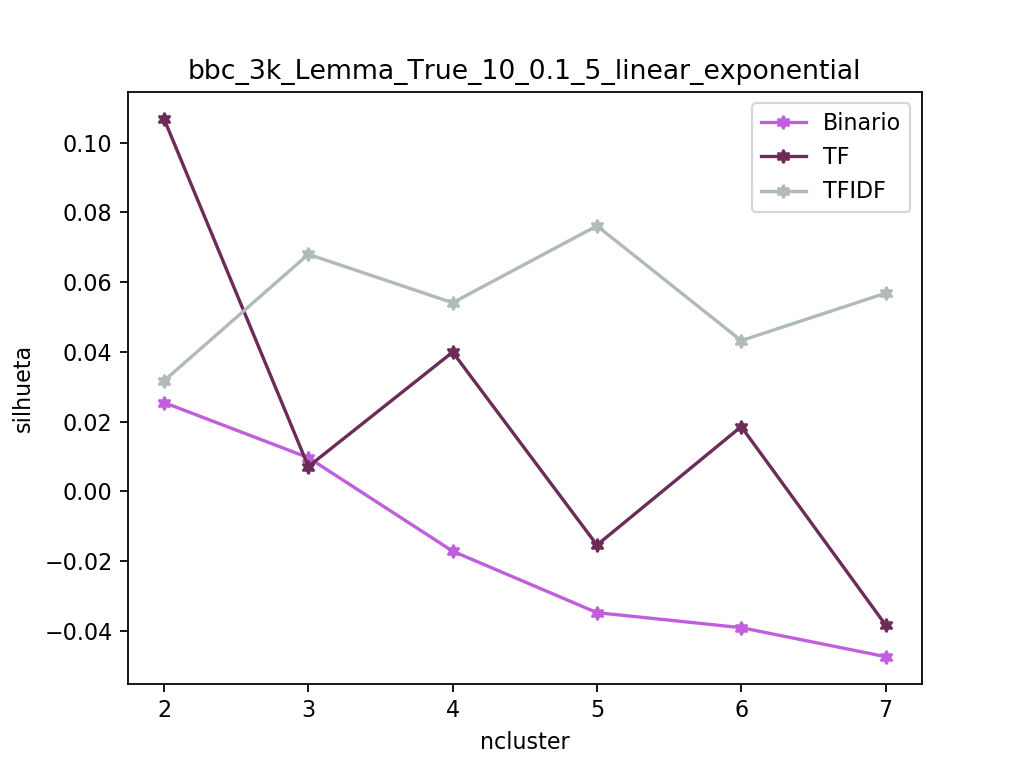 bbc_3k_Lemma_True_10_0.1_5_linear_exponential
Binario
TF
TFIDF
0.10
0.08
0.06
0.04
0.02
0.00
−0.02
−0.04
silhueta
2 3 4 5 6 7
ncluster